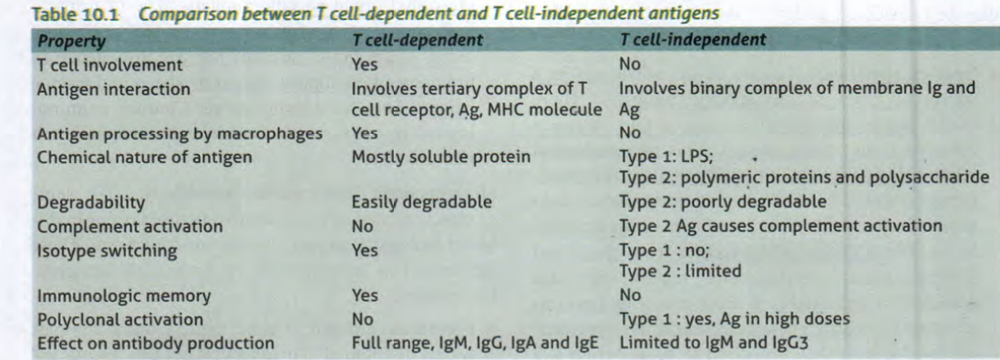 Table 10.1 Comparison between T cell-dependent and T cell-independent antigens
Property T cell-dependent T cell-independent
T cell involvement Yes No
Antigen interaction Involves tertiary complex of T Involves binary complex of membrane Ig and
cell receptor, Ag, MHC molecule Ag
Antigen processing by macrophages Yes No
Chemical nature of antigen Mostly soluble protein Type 1: LPS;
Type 2: polymeric proteins and polysaccharide
Degradability Easily degradable Type 2: poorly degradable
Complement activation No Type 2 Ag causes complement activation
Isotype switching Yes Type 1 : no;
Type 2 : limited
Immunologic memory Yes No
Polyclonal activation No Type 1 : yes, Ag in high doses
Effect on antibody production Full range, IgM, IgG, IgA and IgE Limited to IgM and IgG3